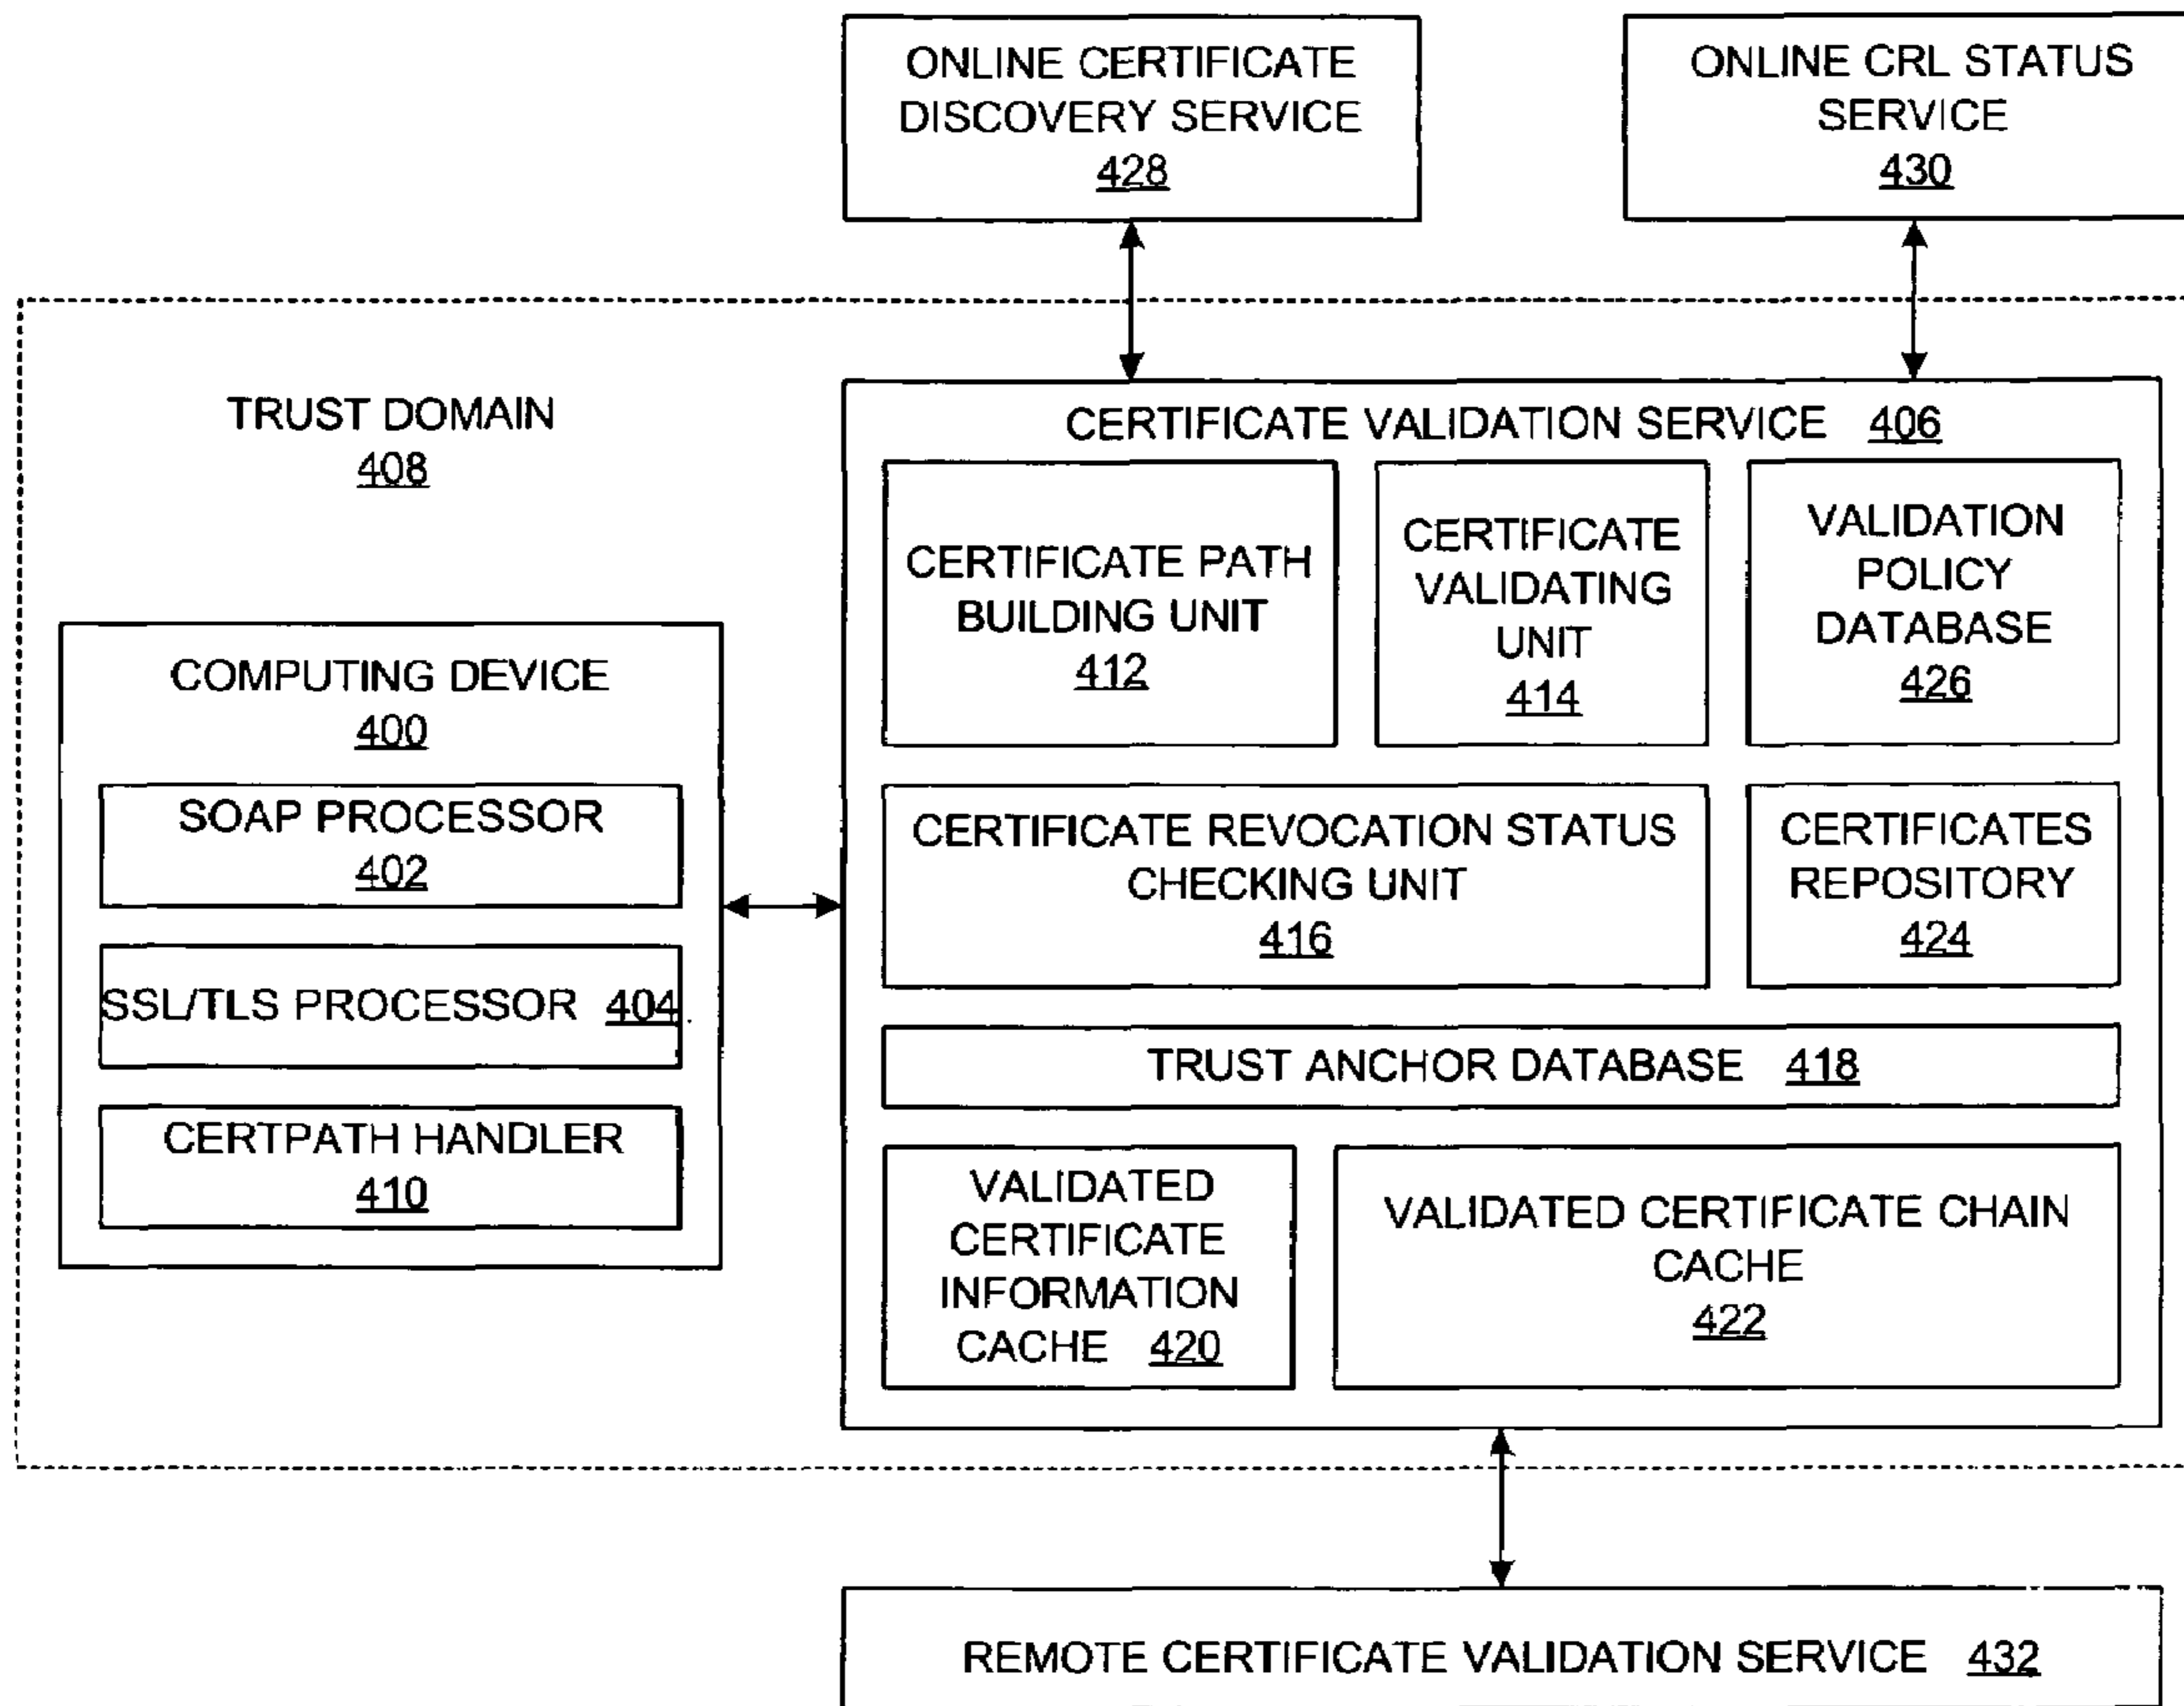 ONLINE CERTIFICATE
DISCOVERY SERVICE
428
ONLINE CRL STATUS
SERVICE
430
TRUST DOMAIN
408
CERTIFICATE VALIDATION SERVICE 406
CERTIFICATE PATH
BUILDING UNIT
412
CERTIFICATE
VALIDATING
UNIT
414
VALIDATION
POLICY
DATABASE
426
COMPUTING DEVICE
400
SOAP PROCESSOR
402
SSL/TLS PROCESSOR 404
CERTPATH HANDLER
410
CERTIFICATE REVOCATION STATUS
CHECKING UNIT
416
CERTIFICATES
REPOSITORY
424
TRUST ANCHOR DATABASE 418
VALIDATED
CERTIFICATE
INFORMATION
CACHE 420
VALIDATED CERTIFICATE CHAIN
CACHE
422
REMOTE CERTIFICATE VALIDATION SERVICE 432